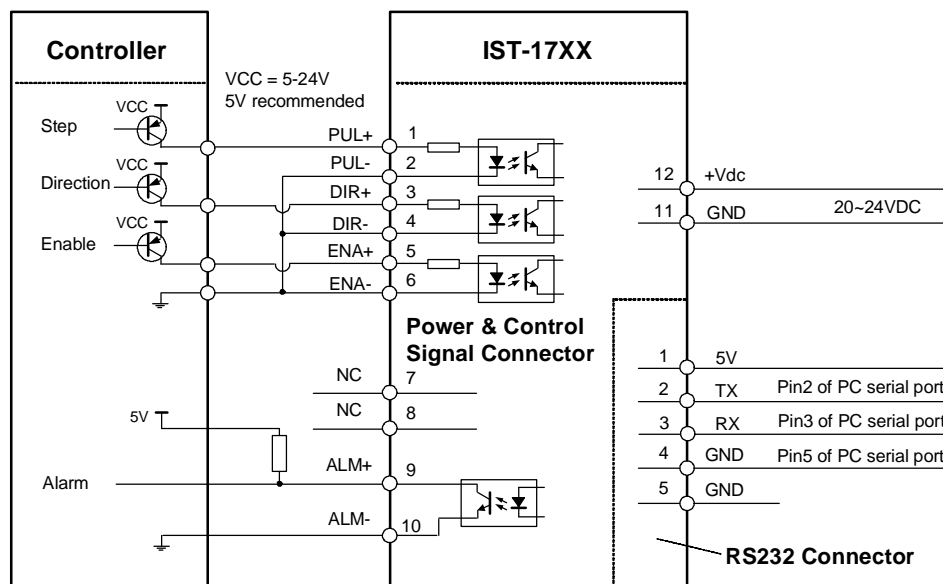 Controller
IST-17XX
VCC = 5-24V
5V recommended
VCC
Step
PUL+ 1
PUL- 2
VCC
Direction
DIR+ 3
DIR- 4
VCC
Enable
ENA+ 5
ENA- 6
12 +Vdc
11 GND 20~24VDC
Power & Control
Signal Connector
NC 7
NC 8
5V
Alarm
ALM+ 9
ALM- 10
1 5V
2 TX Pin2 of PC serial port
3 RX Pin3 of PC serial port
4 GND Pin5 of PC serial port
5 GND
RS232 Connector